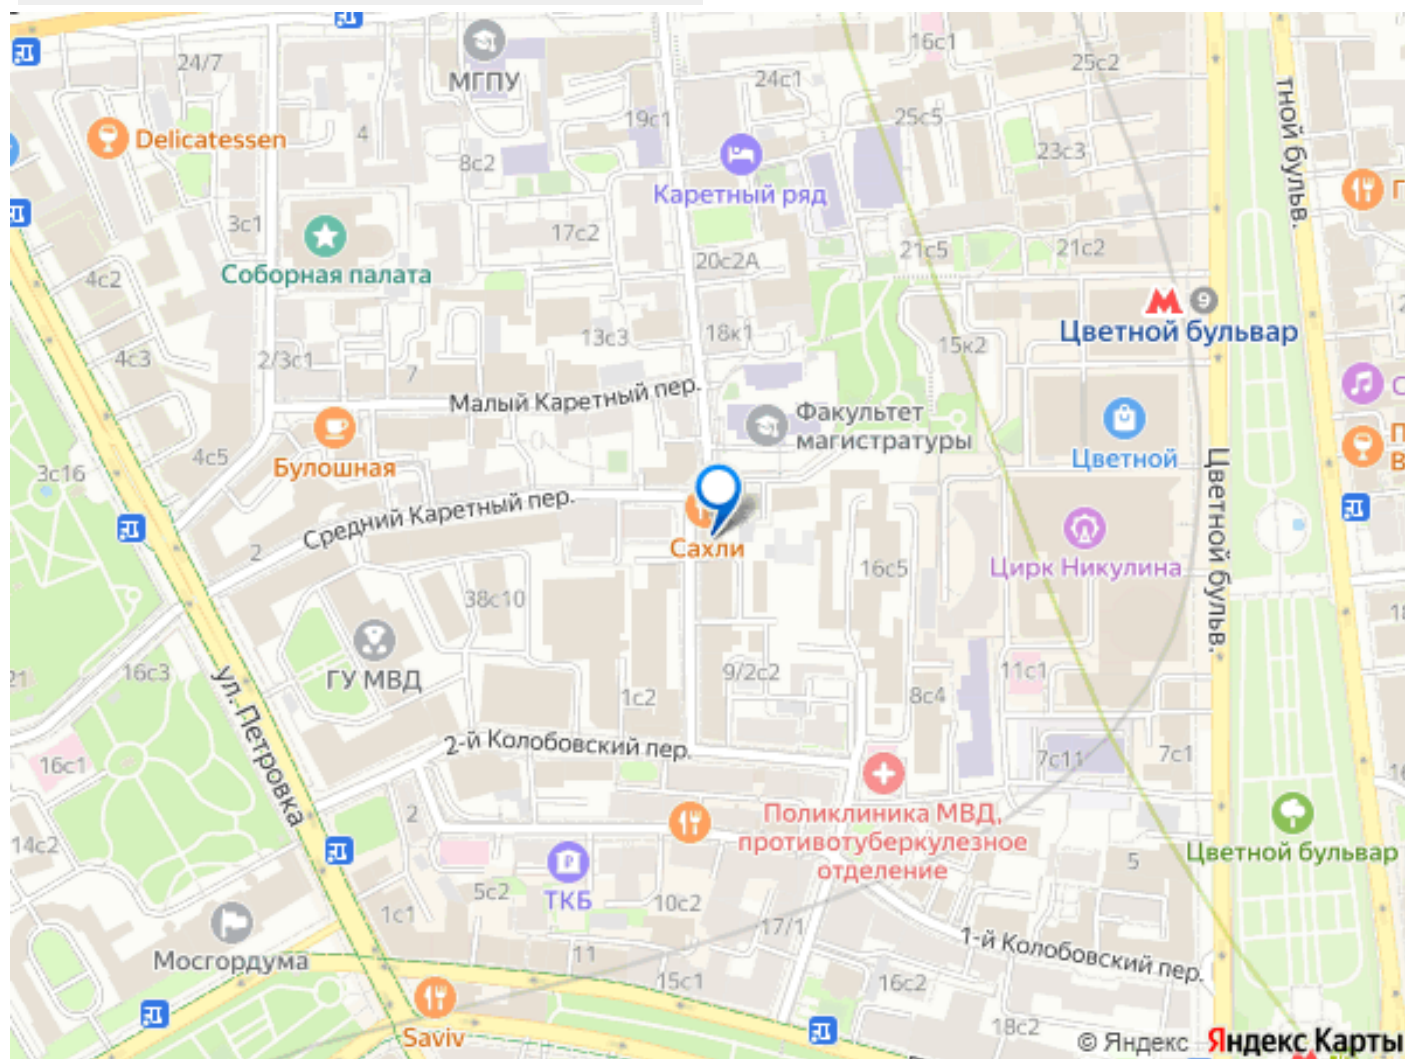 16с1
25с2
24/7
МГПУ
24с1
19с1
25с5
тной бульв.
4
Delicatessen
8с2
23с3
Каретный ряд
3с1
17с2
20с2А
21с5
21с2
Соборная палата
4с2
М 9
Цветной бульвар
13с3
18к1
15к2
4с3
2/3с1
7
Малый Каретный пер.
Факультет
магистратуры
4с5
Булошная
Цветной
3с16
Средний Каретный пер.
Цветной бульв.
2
Сахли
16с5
Цирк Никулина
38с10
16с3
ГУ МВД
9/2с2
11с1
21
1с2
8с4
ул. Петровка
2-й Колобовский пер.
7с11
7с1
16с1
2
Поликлиника МВД,
противотуберкулезное
отделение
14с2
5
Цветной бульвар
5с2
ТКБ
10с2
1с1
17/1
Мосгордума
11
1-й Колобовский пер.
15с1
16с2
18с2
Saviv
© Яндекс Яндекс Карты